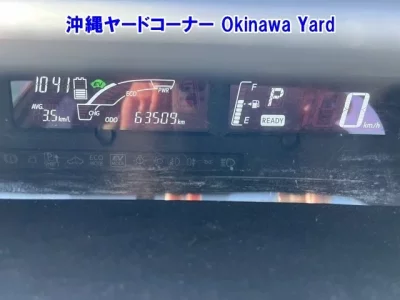 沖縄ヤードコーナー Okinawa Yard
10:41 EV
ECO PWR
AVG. 3.5 km/L CHG ODO 63509 km
F
P
E READY 0 km/h